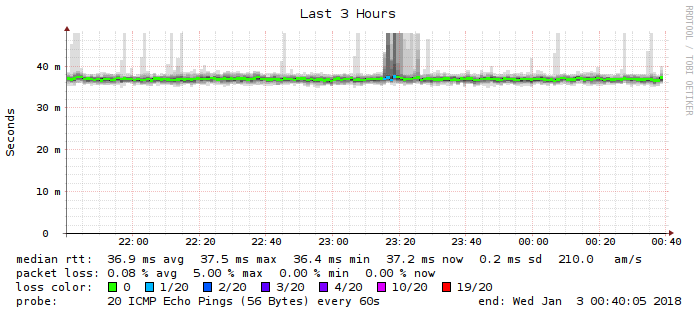 Last 3 Hours
RRDTOOL / TOBI OETIKER
Seconds
40 m
30 m
20 m
10 m
0
22:00 22:20 22:40 23:00 23:20 23:40 00:00 00:20 00:40
median rtt: 36.9 ms avg 37.5 ms max 36.4 ms min 37.2 ms now 0.2 ms sd 210.0 am/s
packet loss: 0.08 % avg 5.00 % max 0.00 % min 0.00 % now
loss color: 0 1/20 2/20 3/20 4/20 10/20 19/20
probe: 20 ICMP Echo Pings (56 Bytes) every 60s end: Wed Jan 3 00:40:05 2018